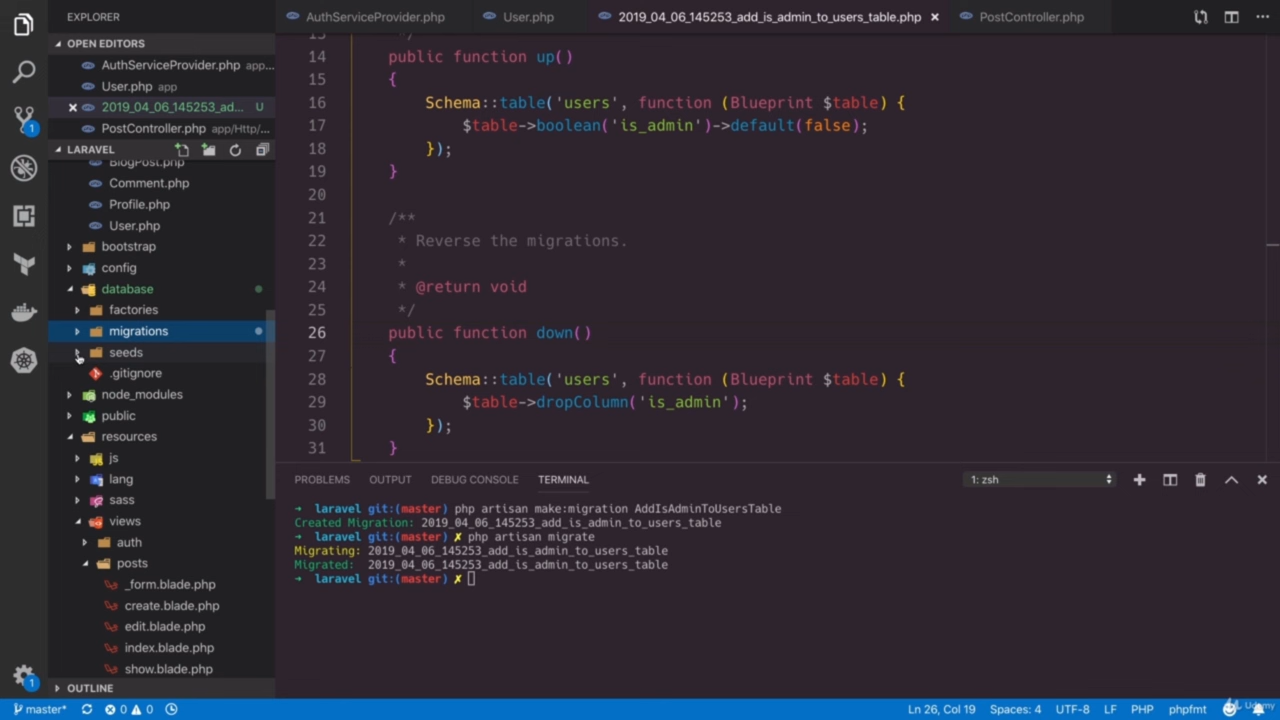 EXPLORER
AuthServiceProvider.php
User.php
2019_04_06_145253_add_is_admin_to_users_table.php
PostController.php
OPEN EDITORS
AuthServiceProvider.php app...
User.php app
2019_04_06_145253_ad... U
PostController.php app/Http/...
LARAVEL
BlogPost.php
Comment.php
Profile.php
User.php
bootstrap
config
database
factories
migrations
seeds
.gitignore
node_modules
public
resources
js
lang
sass
views
auth
posts
_form.blade.php
create.blade.php
edit.blade.php
index.blade.php
show.blade.php
OUTLINE
13 */
14 public function up()
15 {
16 Schema::table('users', function (Blueprint $table) {
17 $table->boolean('is_admin')->default(false);
18 });
19 }
20
21 /**
22 * Reverse the migrations.
23 *
24 * @return void
25 */
26 public function down()
27 {
28 Schema::table('users', function (Blueprint $table) {
29 $table->dropColumn('is_admin');
30 });
31 }
PROBLEMS OUTPUT DEBUG CONSOLE TERMINAL 1: zsh
→ laravel git:(master) php artisan make:migration AddIsAdminToUsersTable
Created Migration: 2019_04_06_145253_add_is_admin_to_users_table
→ laravel git:(master) ✗ php artisan migrate
Migrating: 2019_04_06_145253_add_is_admin_to_users_table
Migrated: 2019_04_06_145253_add_is_admin_to_users_table
→ laravel git:(master) ✗
1
1
master* 0 0 Ln 26, Col 19 Spaces: 4 UTF-8 LF PHP phpfmt
Udemy